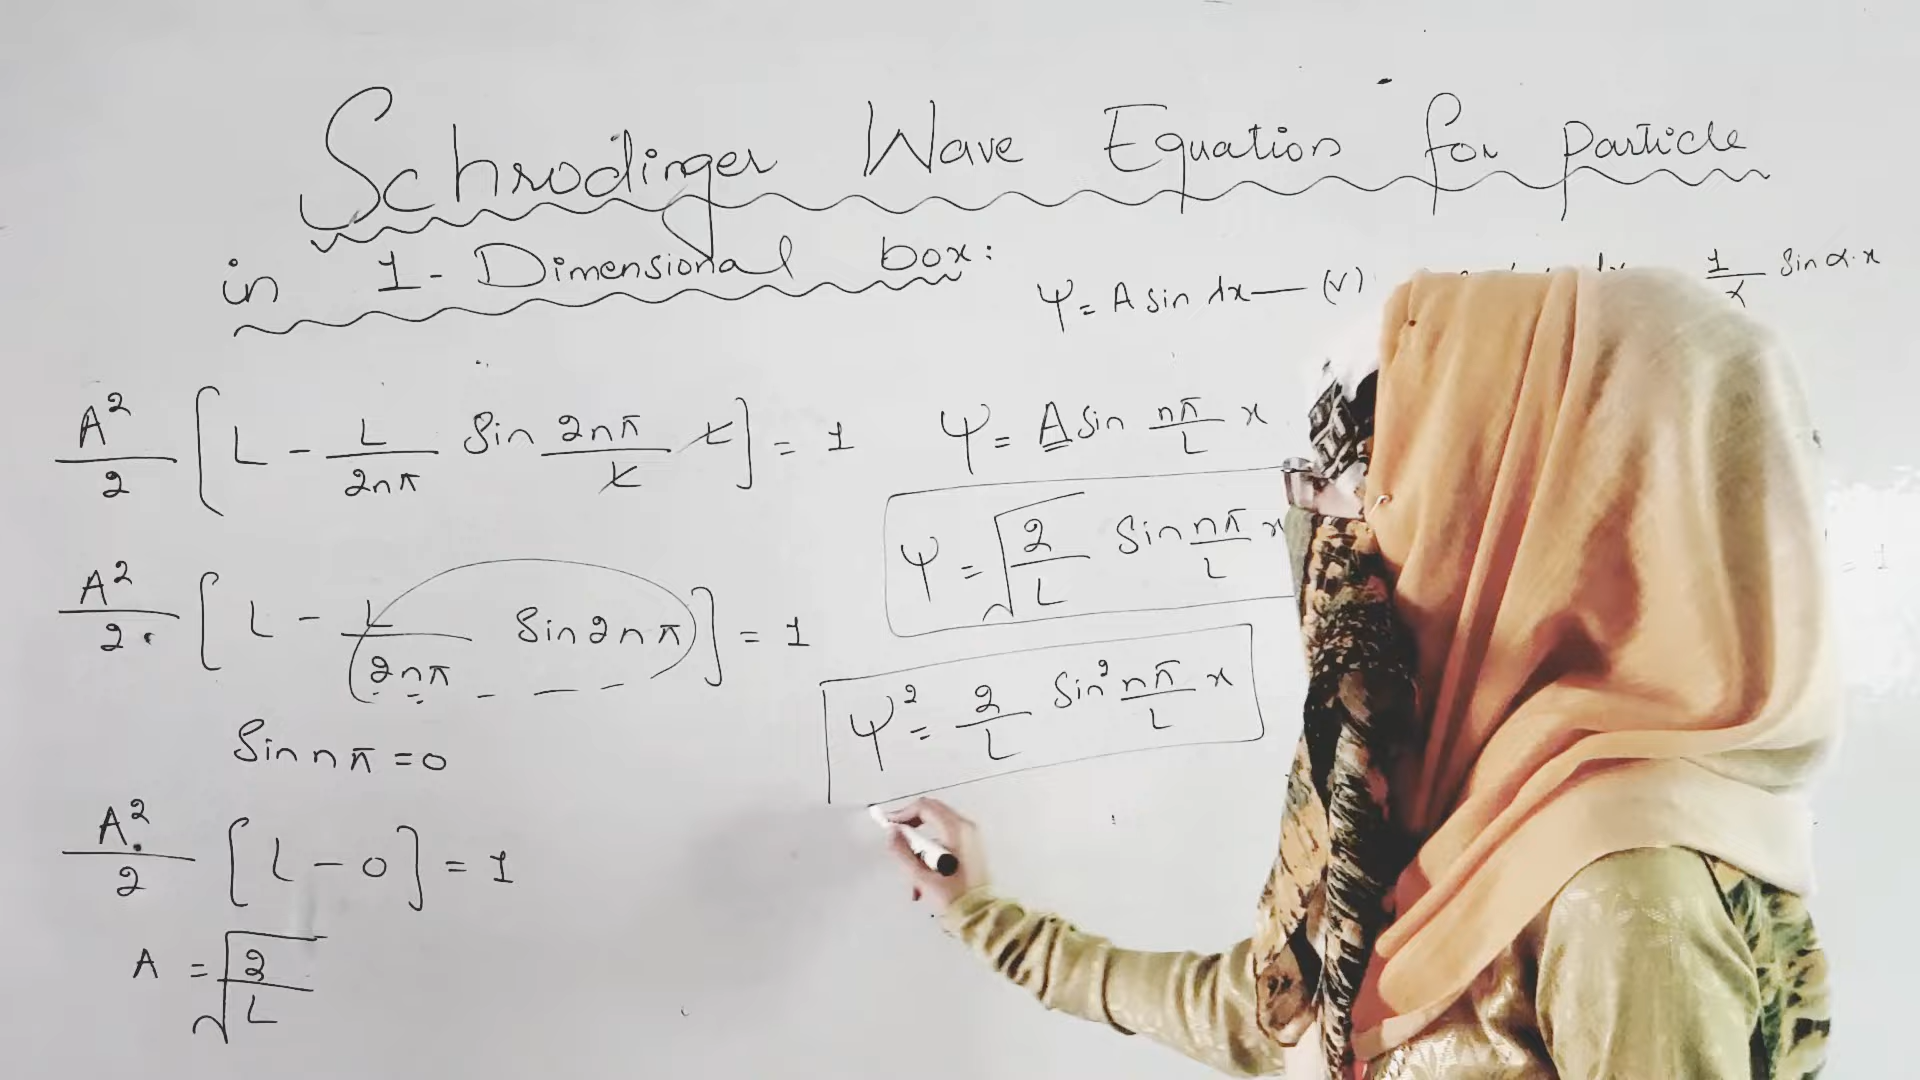 Schrodinger Wave Equation for particle
in 1-Dimensional box:
ψ = A sin αx — (v)
1/α sin α·x
A²/2 [L - L/2nπ sin 2nπ/L L] = 1
ψ = A sin nπ/L x
ψ = √2/L sin nπ/L x
= 1
A²/2 [L - L/2nπ sin 2nπ] = 1
ψ² = 2/L sin² nπ/L x
sin nπ = 0
A²/2 [L - 0] = 1
A = √2/L